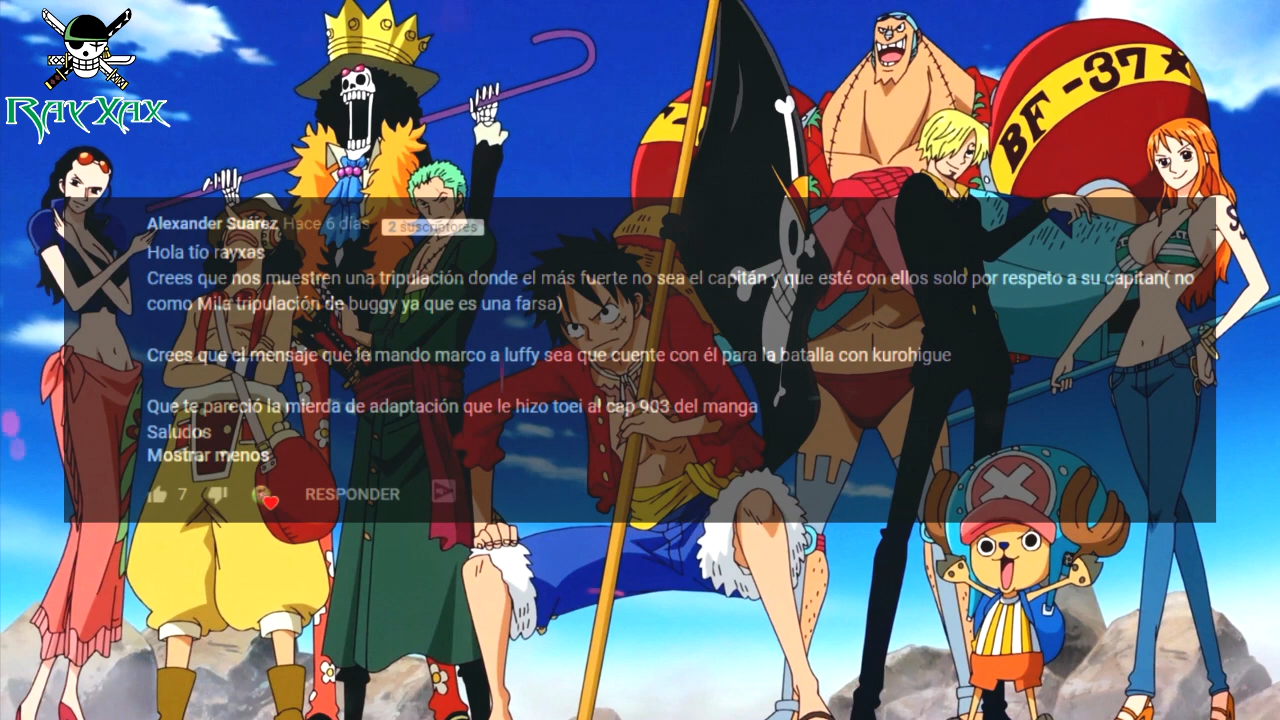 RAYXAX
BF-37
Alexander Suárez Hace 6 días 2 suscriptores
Hola tío rayxas
Crees que nos muestren una tripulación donde el más fuerte no sea el capitán y que esté con ellos solo por respeto a su capitan( no
como Mila tripulación de buggy ya que es una farsa)
Crees que el mensaje que le mando marco a luffy sea que cuente con él para la batalla con kurohigue
Que te pareció la mierda de adaptación que le hizo toei al cap 903 del manga
Saludos
Mostrar menos
7 RESPONDER